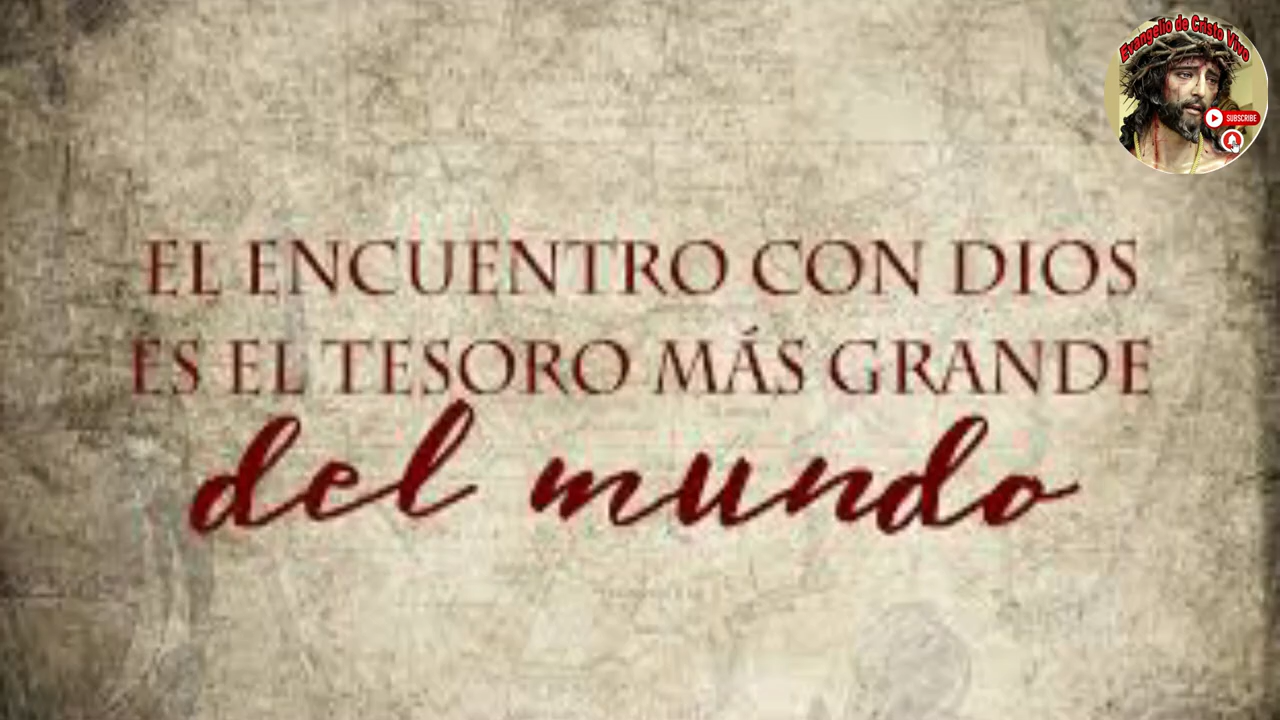 Evangelio de Cristo Vivo
SUBSCRIBE
EL ENCUENTRO CON DIOS
ES EL TESORO MÁS GRANDE
del mundo